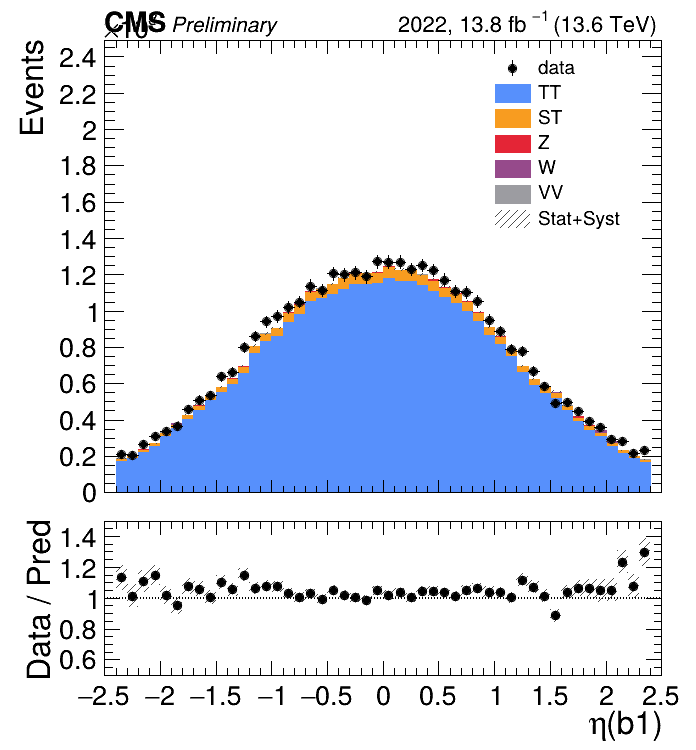 CMS Preliminary 2022, 13.8 fb⁻¹ (13.6 TeV)
Events
2.4
2.2
2
1.8
1.6
1.4
1.2
1
0.8
0.6
0.4
0.2
0
data
TT
ST
Z
W
VV
Stat+Syst
Data / Pred
1.4
1.2
1
0.8
0.6
−2.5 −2 −1.5 −1 −0.5 0 0.5 1 1.5 2 2.5
η(b1)